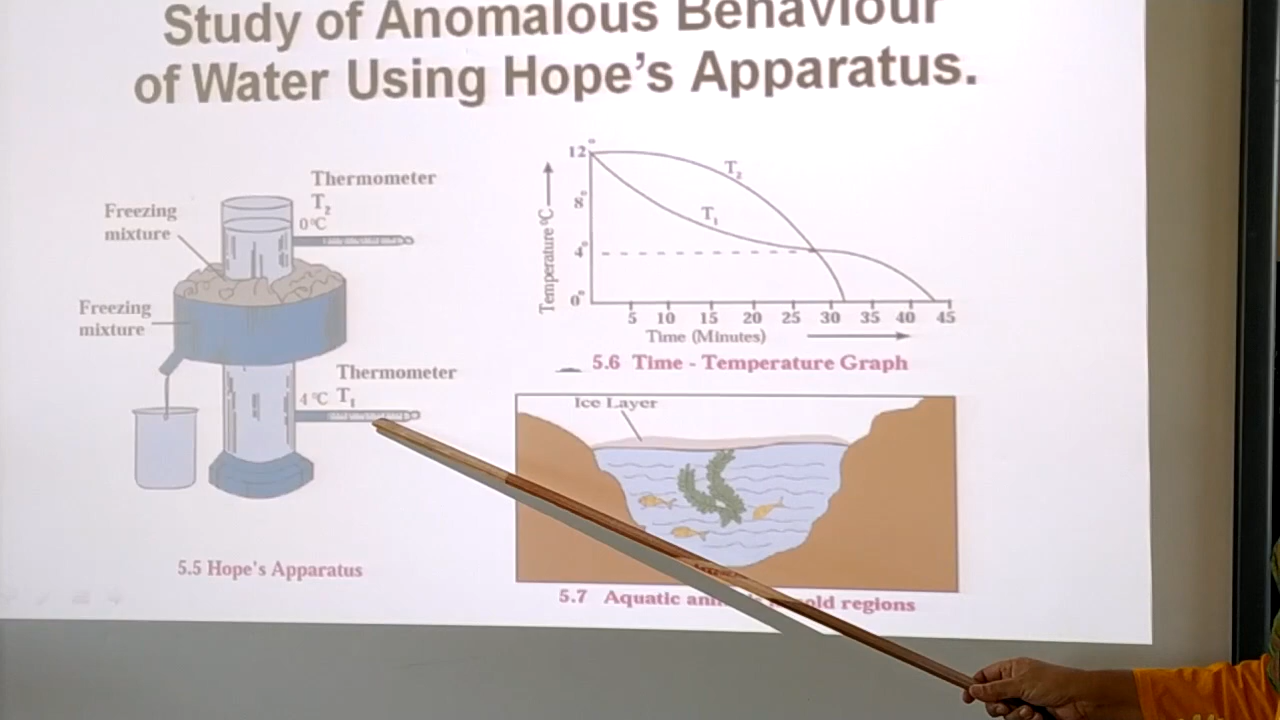 Study of Anomalous Behaviour
of Water Using Hope's Apparatus.
Thermometer
T₂
0°C
Freezing
mixture
Freezing
mixture
Thermometer
4°C T₁
5.5 Hope's Apparatus
Temperature °C
12°
8°
4°
0°
T₂
T₁
5 10 15 20 25 30 35 40 45
Time (Minutes)
5.6 Time - Temperature Graph
Ice Layer
5.7 Aquatic in cold regions